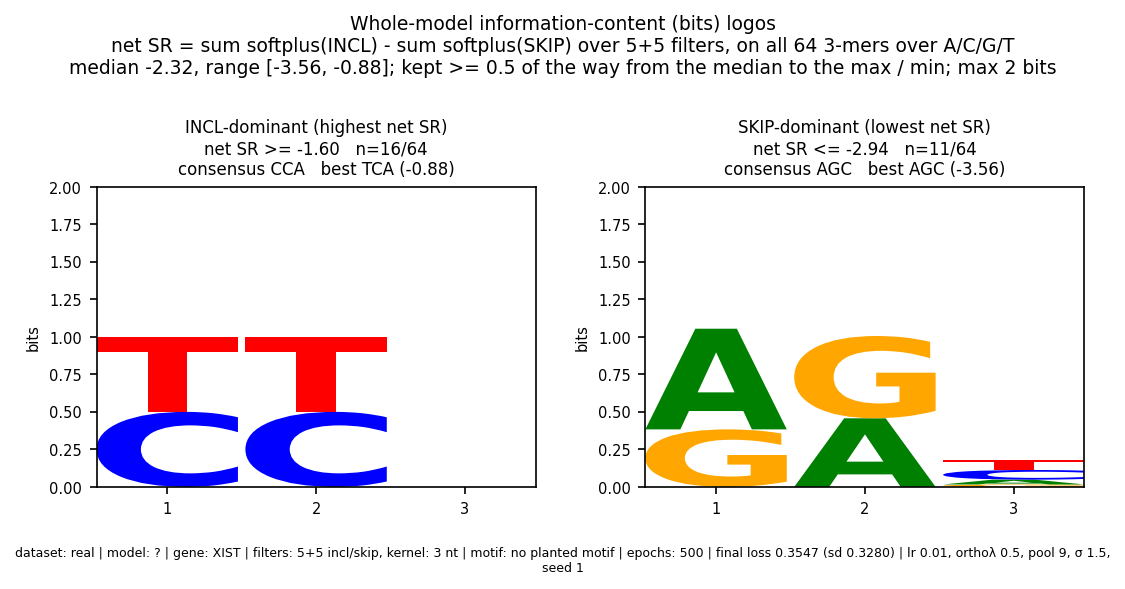 Whole-model information-content (bits) logos
net SR = sum softplus(INCL) - sum softplus(SKIP) over 5+5 filters, on all 64 3-mers over A/C/G/T
median -2.32, range [-3.56, -0.88]; kept >= 0.5 of the way from the median to the max / min; max 2 bits
INCL-dominant (highest net SR)
net SR >= -1.60 n=16/64
consensus CCA best TCA (-0.88)
2.00
1.75
1.50
1.25
1.00
0.75
0.50
0.25
0.00
bits
T T
C C
1 2 3
SKIP-dominant (lowest net SR)
net SR <= -2.94 n=11/64
consensus AGC best AGC (-3.56)
2.00
1.75
1.50
1.25
1.00
0.75
0.50
0.25
0.00
bits
A G T
G A C
A
1 2 3
dataset: real | model: ? | gene: XIST | filters: 5+5 incl/skip, kernel: 3 nt | motif: no planted motif | epochs: 500 | final loss 0.3547 (sd 0.3280) | lr 0.01, orthoλ 0.5, pool 9, σ 1.5,
seed 1